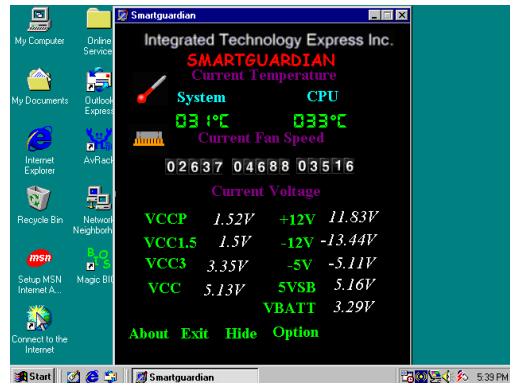 Smartguardian
My Computer
Online
Service
Integrated Technology Express Inc.
SMARTGUARDIAN
Current Temperature
System CPU
031°C 033°C
My Documents
Outlook
Express
Current Fan Speed
02637 04688 03516
Internet
Explorer
AvRack
Current Voltage
VCCP 1.52V +12V 11.83V
VCC1.5 1.5V -12V -13.44V
VCC3 3.35V -5V -5.11V
VCC 5.13V 5VSB 5.16V
VBATT 3.29V
Recycle Bin
Network
Neighborh
msn
Setup MSN
Internet A...
B.O.S
Magic BI
About Exit Hide Option
Connect to the
Internet
Start
Smartguardian
5:39 PM